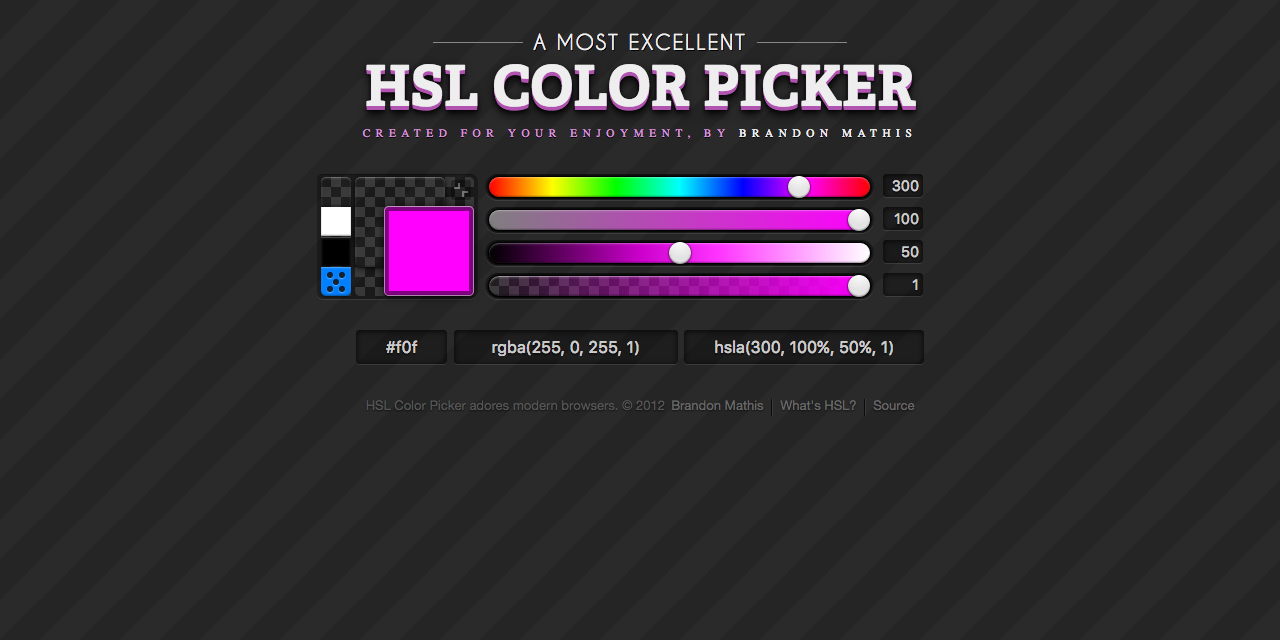 A MOST EXCELLENT
HSL COLOR PICKER
CREATED FOR YOUR ENJOYMENT, BY BRANDON MATHIS
300
100
50
1
#f0f
rgba(255, 0, 255, 1)
hsla(300, 100%, 50%, 1)
HSL Color Picker adores modern browsers. © 2012 Brandon Mathis | What's HSL? | Source